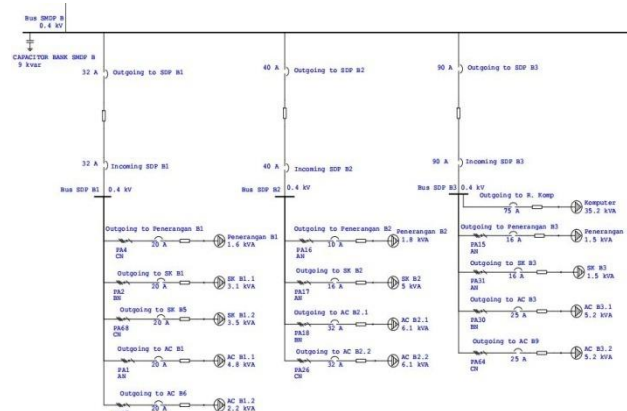 Bus SMDP B
0.4 kV
CAPACITOR BANK SMDP B
9 kvar
32 A
Outgoing to SDP B1
40 A
Outgoing to SDP B2
90 A
Outgoing to SDP B3
32 A
Incoming SDP B1
40 A
Incoming SDP B2
90 A
Incoming SDP B3
Bus SDP B1
0.4 kV
Bus SDP B2
0.4 kV
Bus SDP B3
0.4 kV
Outgoing to Penerangan B1
20 A
PA4
CN
Penerangan B1
1.6 kVA
Outgoing to SK B1
20 A
PA2
BN
SK B1.1
3.1 kVA
Outgoing to SK B5
20 A
PA68
CN
SK B1.2
3.5 kVA
Outgoing to AC B1
20 A
PA1
AN
AC B1.1
4.8 kVA
Outgoing to AC B6
20 A
AC B1.2
2.2 kVA
Outgoing to Penerangan B2
10 A
PA16
AN
Penerangan B2
1.8 kVA
Outgoing to SK B2
16 A
PA17
AN
SK B2
5 kVA
Outgoing to AC B2.1
32 A
PA18
BN
AC B2.1
6.1 kVA
Outgoing to AC B2.2
32 A
PA26
CN
AC B2.2
6.1 kVA
Outgoing to R. Komp
75 A
Komputer
35.2 kVA
Outgoing to Penerangan B3
16 A
PA15
AN
Penerangan
1.5 kVA
Outgoing to SK B3
16 A
PA31
AN
SK B3
1.5 kVA
Outgoing to AC B3
25 A
PA30
BN
AC B3.1
5.2 kVA
Outgoing to AC B9
25 A
PA64
CN
AC B3.2
5.2 kVA